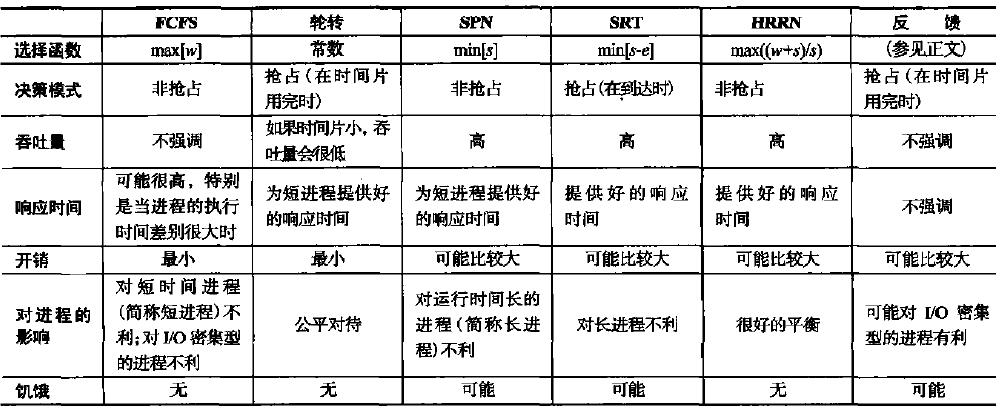 FCFS 轮转 SPN SRT HRRN 反 馈
选择函数 max[w] 常数 min[s] min[s-e] max((w+s)/s) (参见正文)
决策模式 非抢占 抢占(在时间片用完时) 非抢占 抢占(在到达时) 非抢占 抢占(在时间片用完时)
吞吐量 不强调 如果时间片小,吞吐量会很低 高 高 高 不强调
响应时间 可能很高,特别是当进程的执行时间差别很大时 为短进程提供好的响应时间 为短进程提供好的响应时间 提供好的响应时间 提供好的响应时间 不强调
开销 最小 最小 可能比较大 可能比较大 可能比较大 可能比较大
对进程的影响 对短时间进程(简称短进程)不利;对I/O密集型的进程不利 公平对待 对运行时间长的进程(简称长进程)不利 对长进程不利 很好的平衡 可能对I/O密集型的进程有利
饥饿 无 无 可能 可能 无 可能